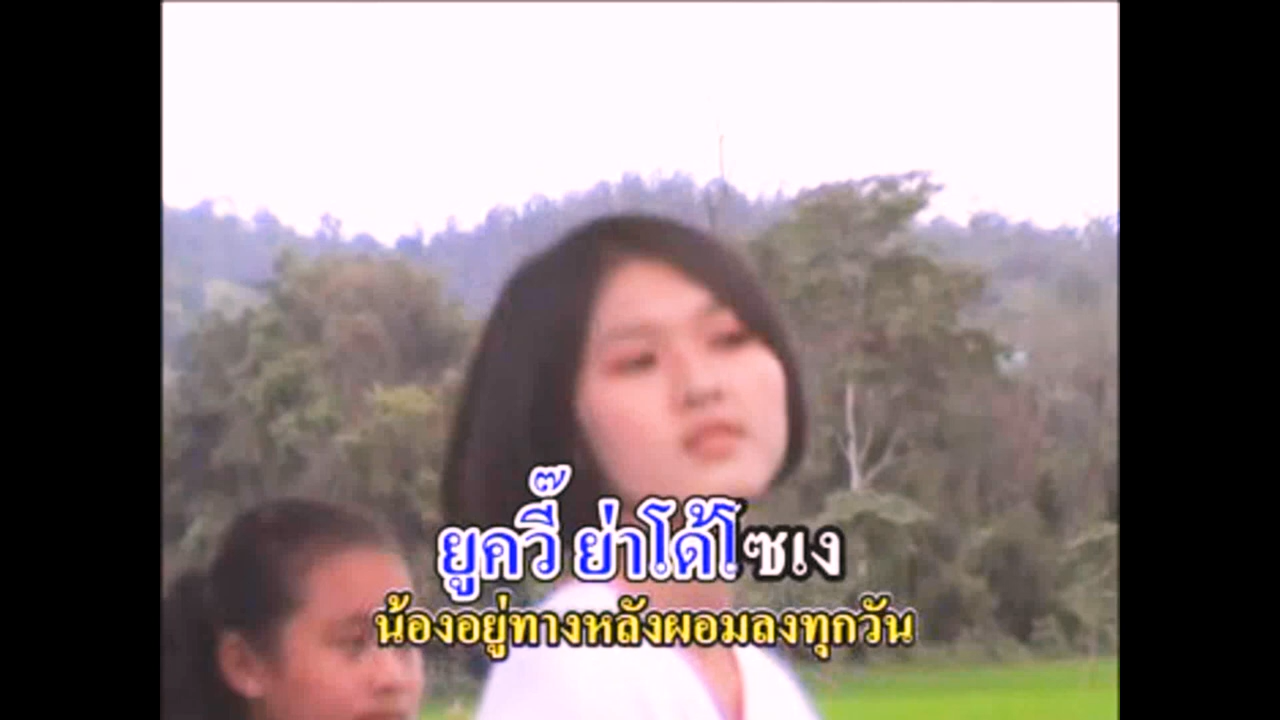 ยูควี๊ ย่าโด้โซเง
น้องอยู่ทางหลังผอมลงทุกวัน